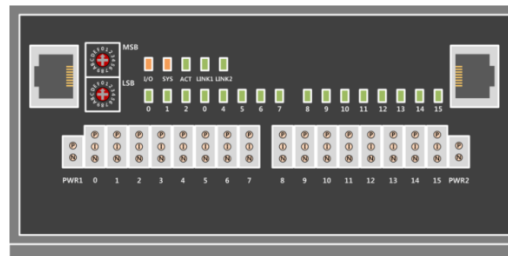 MSB
I/O SYS ACT LINK1 LINK2
LSB
0 1 2 0 4 5 6 7 8 9 10 11 12 13 14 15
P P P P P P P P P P P P P P P P
P I I I I I I I I I I I I I I I I P
N N N N N N N N N N N N N N N N N N
PWR1 0 1 2 3 4 5 6 7 8 9 10 11 12 13 14 15 PWR2